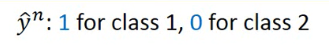 ŷⁿ: 1 for class 1, 0 for class 2